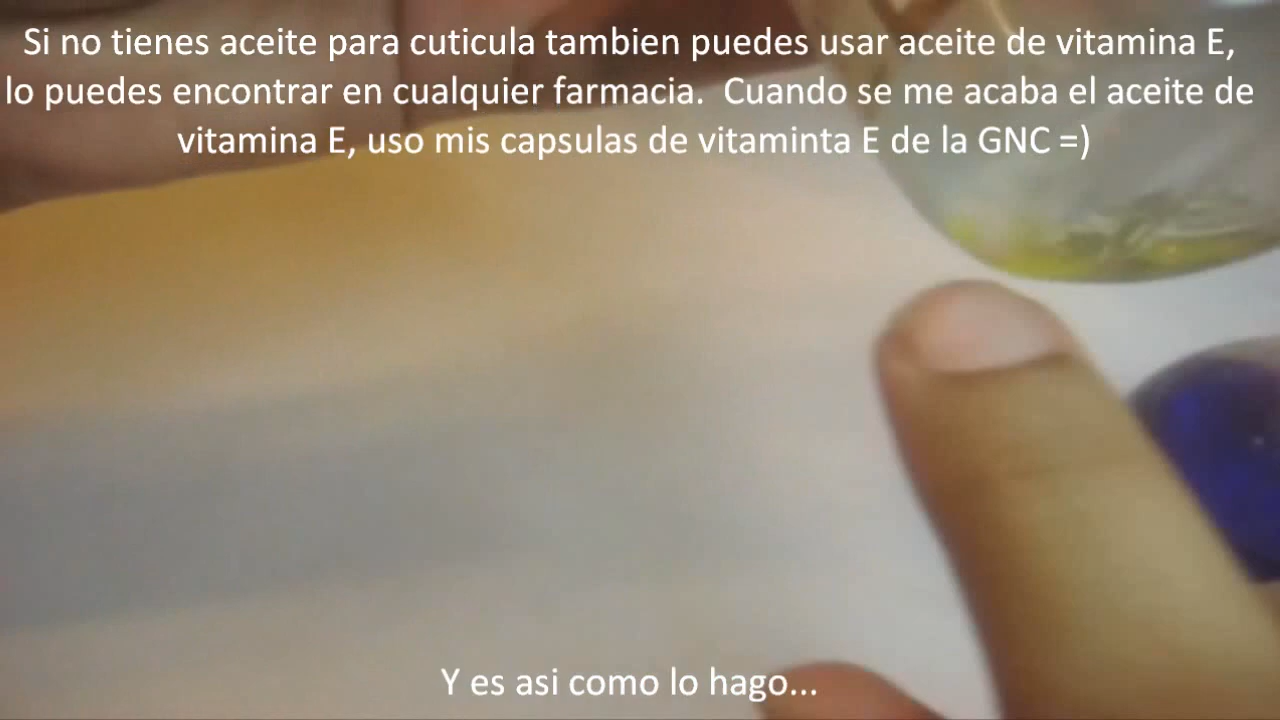 Si no tienes aceite para cuticula tambien puedes usar aceite de vitamina E,
lo puedes encontrar en cualquier farmacia.  Cuando se me acaba el aceite de
vitamina E, uso mis capsulas de vitaminta E de la GNC =)
Y es asi como lo hago...